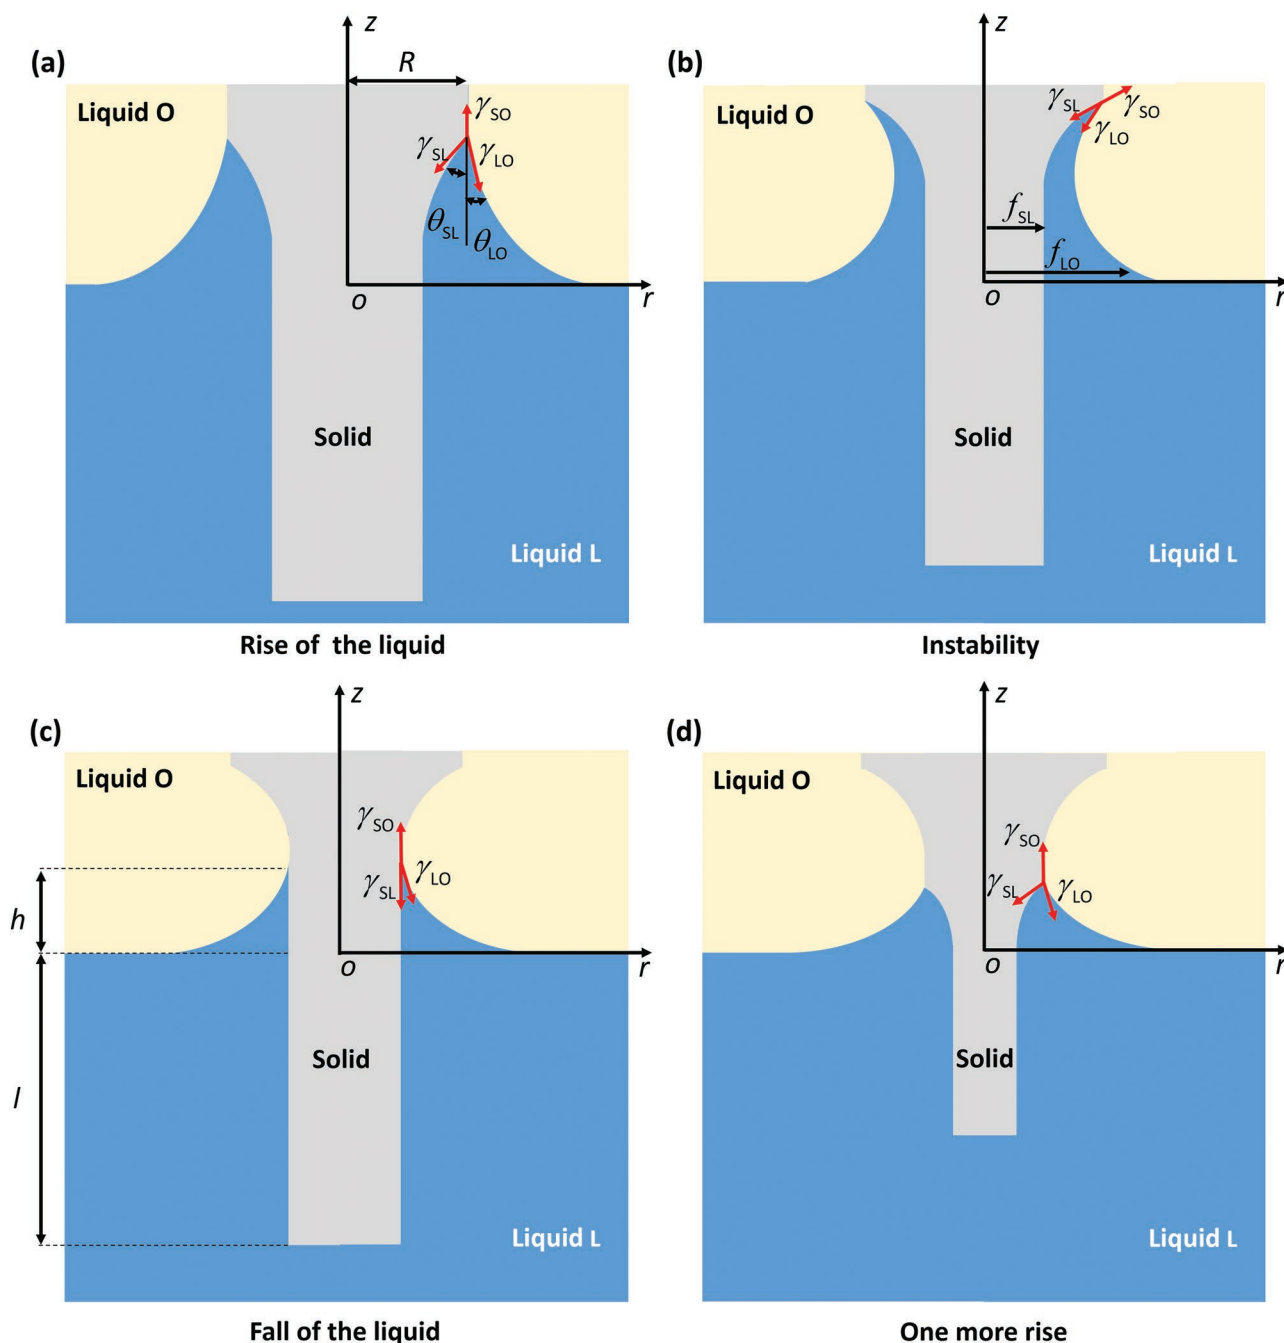 (a)
z
R
Liquid O
γSO
γSL
γLO
θSL
θLO
o
r
Solid
Liquid L
Rise of the liquid
(b)
z
Liquid O
γSL
γSO
γLO
fSL
fLO
o
r
Solid
Liquid L
Instability
(c)
z
Liquid O
γSO
γSL
γLO
h
o
r
l
Solid
Liquid L
Fall of the liquid
(d)
z
Liquid O
γSO
γSL
γLO
o
r
Solid
Liquid L
One more rise